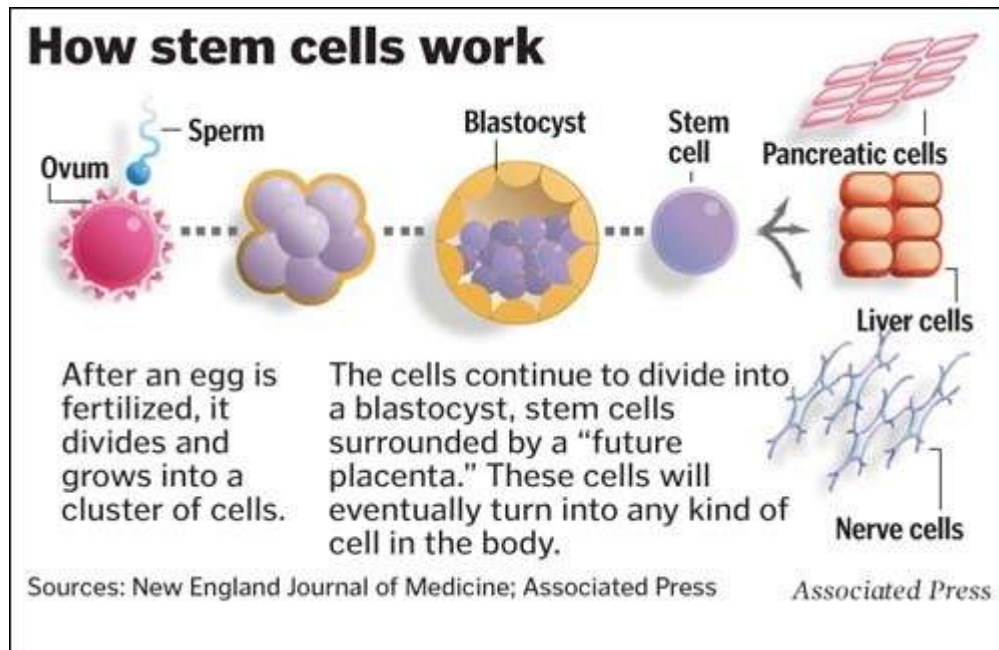 How stem cells work
Sperm
Ovum
Blastocyst
Stem
cell
Pancreatic cells
Liver cells
Nerve cells
After an egg is
fertilized, it
divides and
grows into a
cluster of cells.
The cells continue to divide into
a blastocyst, stem cells
surrounded by a “future
placenta.” These cells will
eventually turn into any kind of
cell in the body.
Sources: New England Journal of Medicine; Associated Press
Associated Press